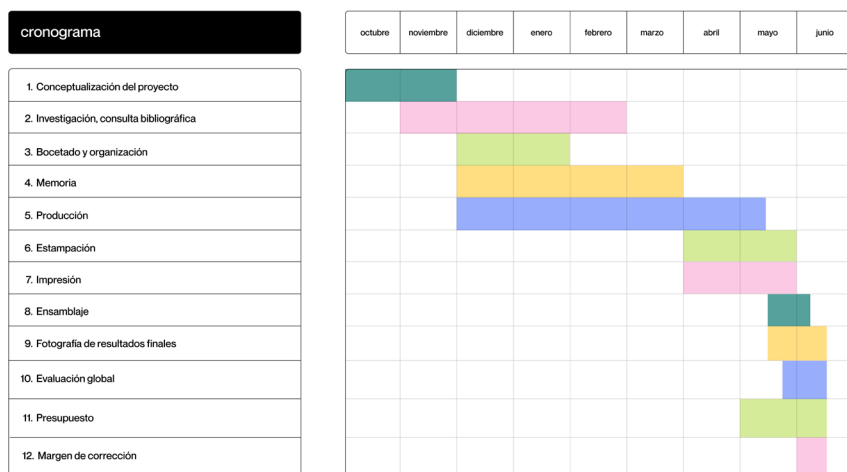 cronograma
octubre noviembre diciembre enero febrero marzo abril mayo junio
1. Conceptualización del proyecto
2. Investigación, consulta bibliográfica
3. Bocetado y organización
4. Memoria
5. Producción
6. Estampación
7. Impresión
8. Ensamblaje
9. Fotografía de resultados finales
10. Evaluación global
11. Presupuesto
12. Margen de corrección